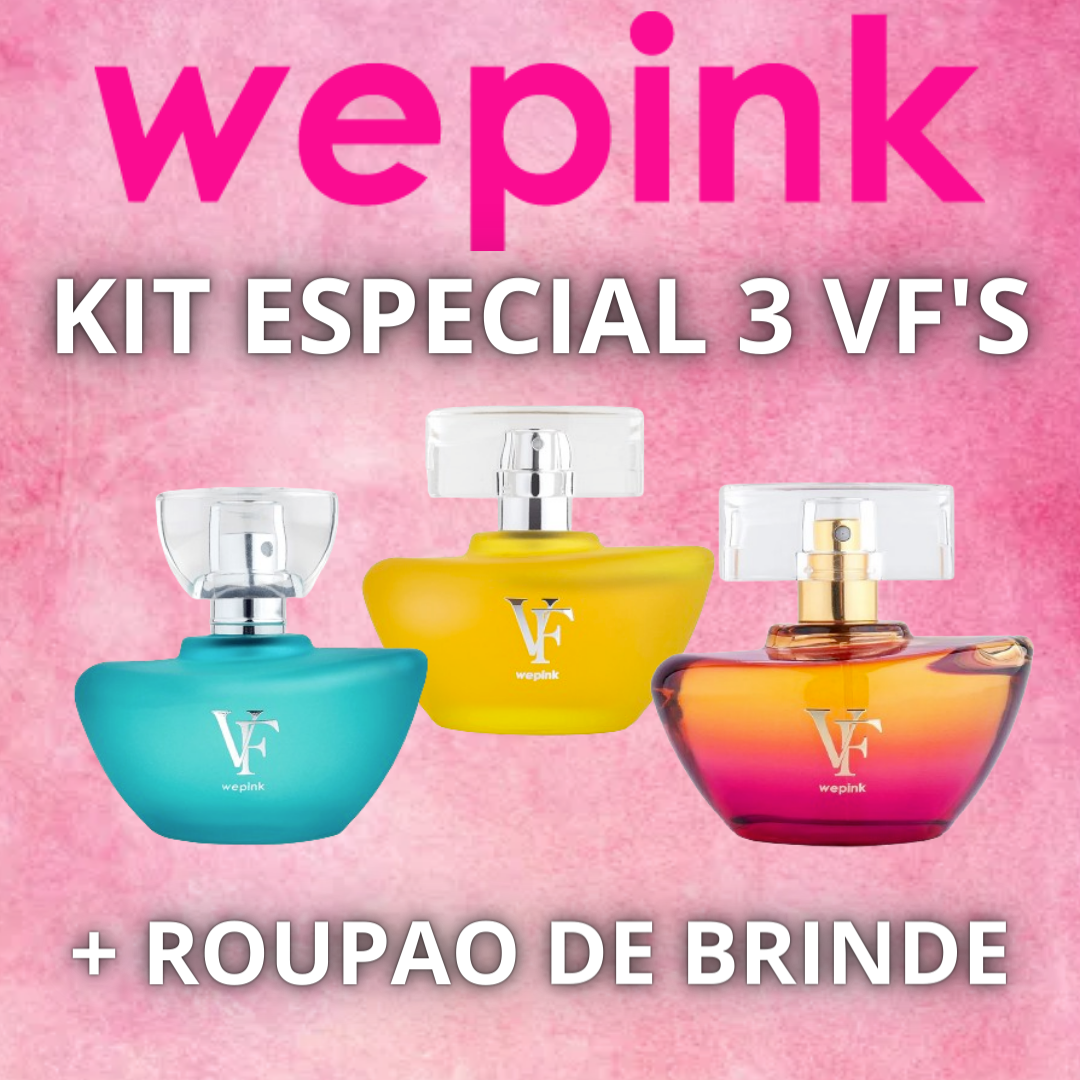 wepink
KIT ESPECIAL 3 VF'S
VF
wepink
VF
wepink
VF
wepink
+ ROUPAO DE BRINDE